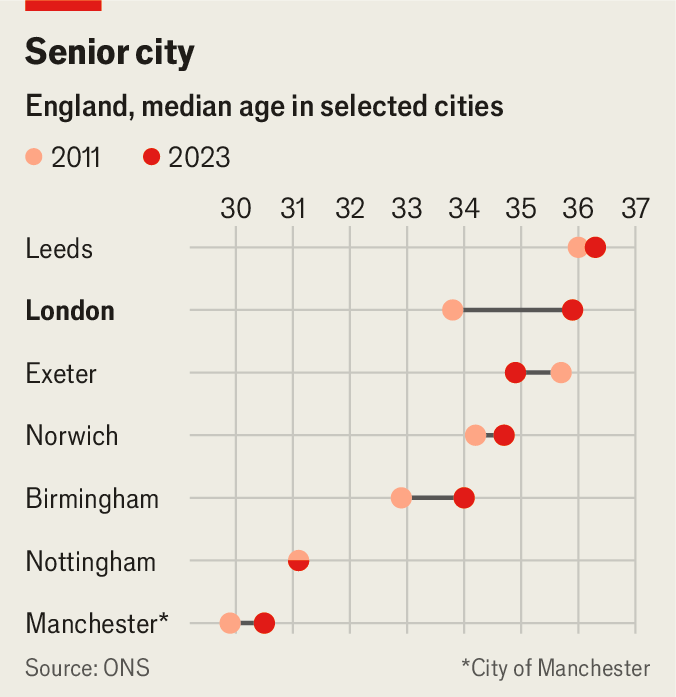 Senior city
England, median age in selected cities
2011 2023
30 31 32 33 34 35 36 37
Leeds
London
Exeter
Norwich
Birmingham
Nottingham
Manchester*
Source: ONS *City of Manchester